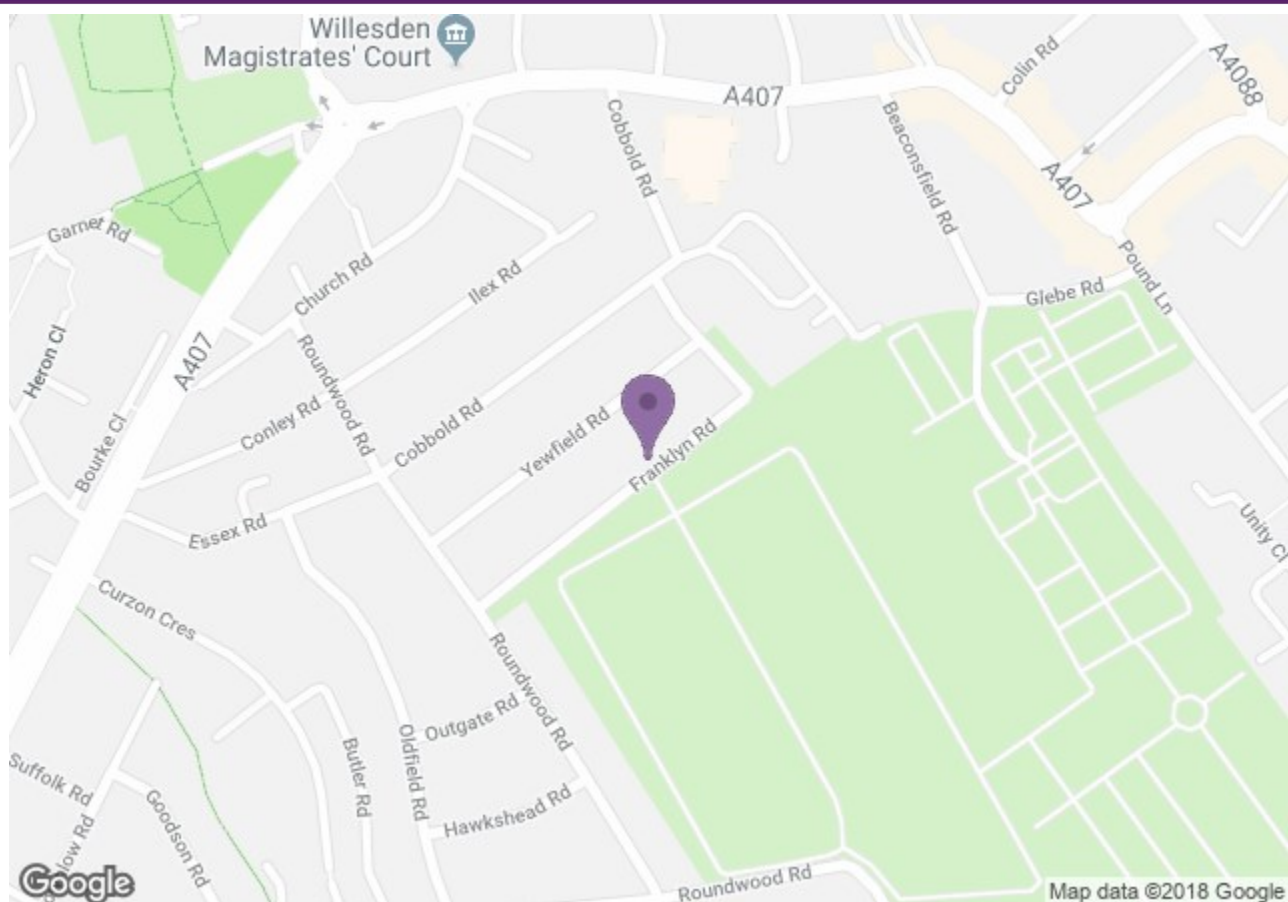 Willesden
Magistrates' Court
A407
Colin Rd
A4088
Cobbold Rd
Beaconsfield Rd
A407
Garnet Rd
Church Rd
Ilex Rd
Pound Ln
Glebe Rd
Heron Cl
A407
Roundwood Rd
Bourke Cl
Conley Rd
Cobbold Rd
Yewfield Rd
Franklyn Rd
Essex Rd
Unity Cl
Curzon Cres
Roundwood Rd
Outgate Rd
Oldfield Rd
Butler Rd
Suffolk Rd
Goodson Rd
Hawkshead Rd
Roundwood Rd
Google
Map data ©2018 Google